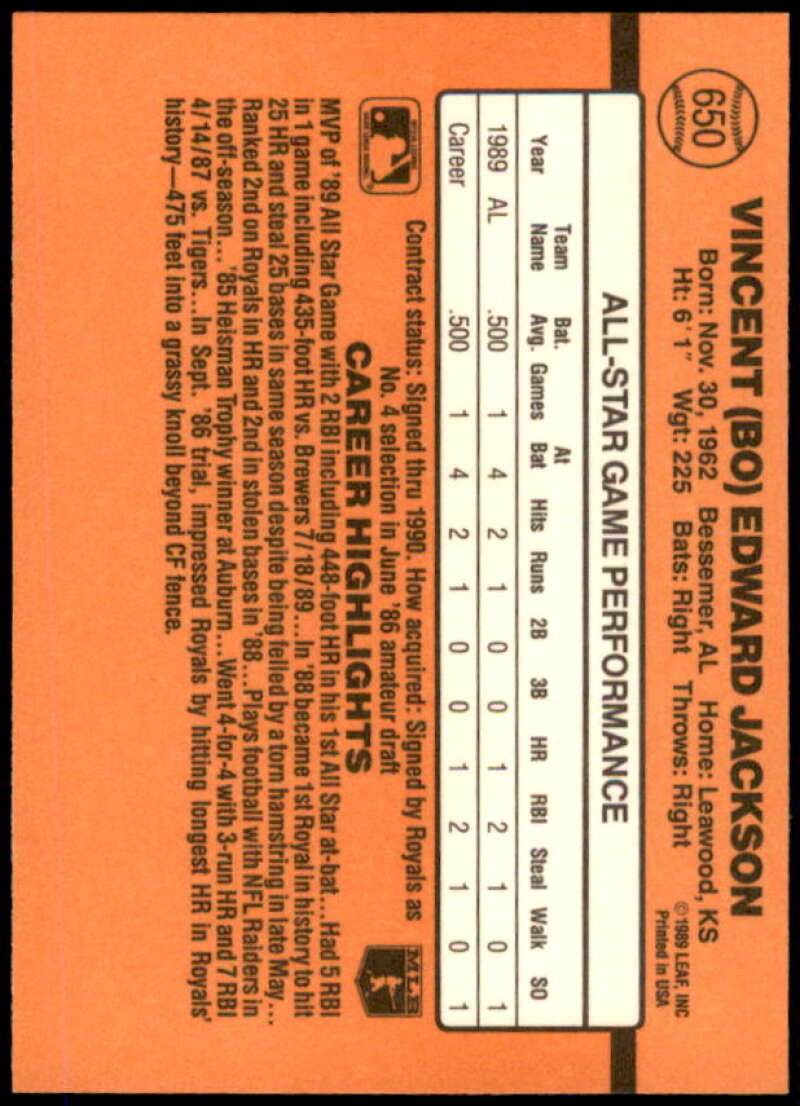 650
VINCENT (BO) EDWARD JACKSON
Born: Nov. 30, 1962 Bessemer, AL Home: Leawood, KS
Ht: 6'1" Wgt: 225 Bats: Right Throws: Right
© 1989 LEAF, INC
Printed in USA
ALL-STAR GAME PERFORMANCE
Year Team Name Bat. Avg. Games At Bat Hits Runs 2B 3B HR RBI Steal Walk SO
1989 AL .500 1 4 2 1 0 0 1 2 1 0 1
Career .500 1 4 2 1 0 0 1 2 1 0 1
Contract status: Signed thru 1990. How acquired: Signed by Royals as
No. 4 selection in June '86 amateur draft
MLB
CAREER HIGHLIGHTS
MVP of '89 All Star Game with 2 RBI including 448-foot HR in his 1st All Star at-bat...Had 5 RBI
in 1 game including 435-foot HR vs. Brewers 7/18/89...In '88 became 1st Royal in history to hit
25 HR and steal 25 bases in same season despite being felled by a torn hamstring in late May...
Ranked 2nd on Royals in HR and 2nd in stolen bases in '88...Plays football with NFL Raiders in
the off-season...'85 Heisman Trophy winner at Auburn...Went 4-for-4 with 3-run HR and 7 RBI
4/14/87 vs. Tigers...In Sept. '86 trial, impressed Royals by hitting longest HR in Royals'
history—475 feet into a grassy knoll beyond CF fence.